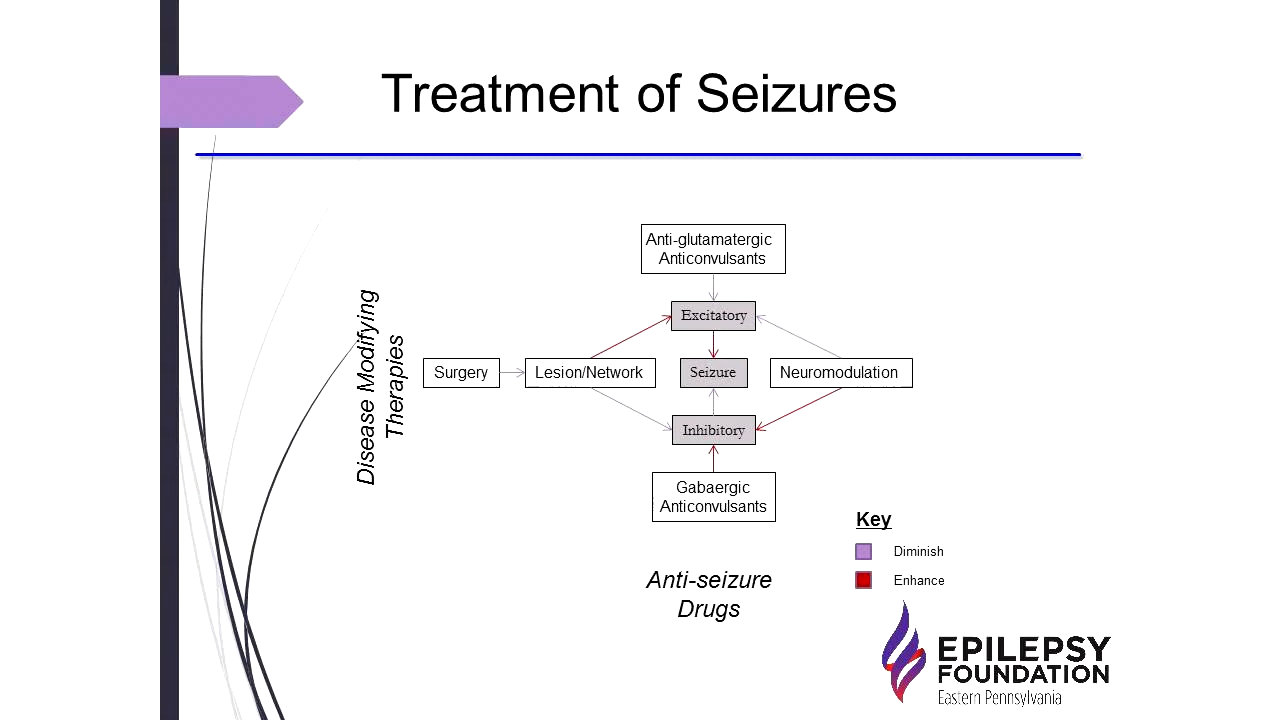 Treatment of Seizures
Anti-glutamatergic
Anticonvulsants
Disease Modifying
Therapies
Excitatory
Surgery
Lesion/Network
Seizure
Neuromodulation
Inhibitory
Gabaergic
Anticonvulsants
Key
Diminish
Enhance
Anti-seizure
Drugs
EPILEPSY
FOUNDATION
Eastern Pennsylvania